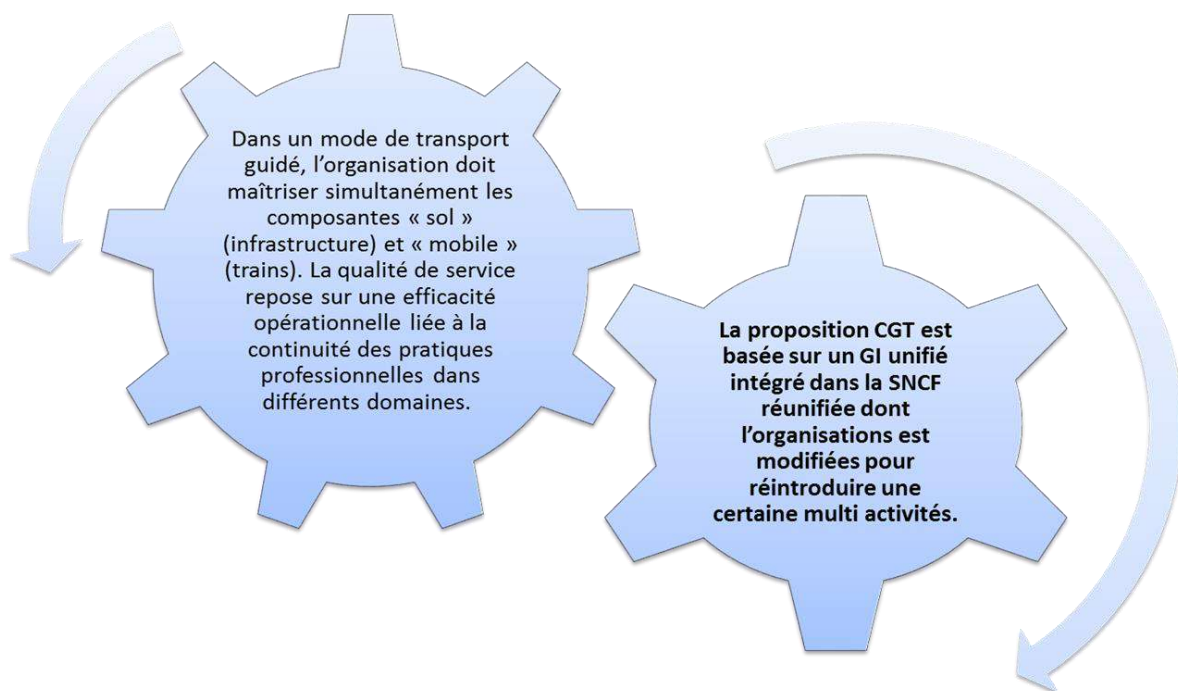 Dans un mode de transport
guidé, l’organisation doit
maîtriser simultanément les
composantes « sol »
(infrastructure) et « mobile »
(trains). La qualité de service
repose sur une efficacité
opérationnelle liée à la
continuité des pratiques
professionnelles dans
différents domaines.
La proposition CGT est
basée sur un GI unifié
intégré dans la SNCF
réunifiée dont
l’organisations est
modifiées pour
réintroduire une
certaine multi activités.